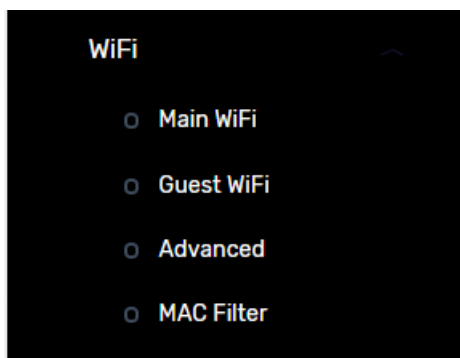 WiFi
Main WiFi
Guest WiFi
Advanced
MAC Filter